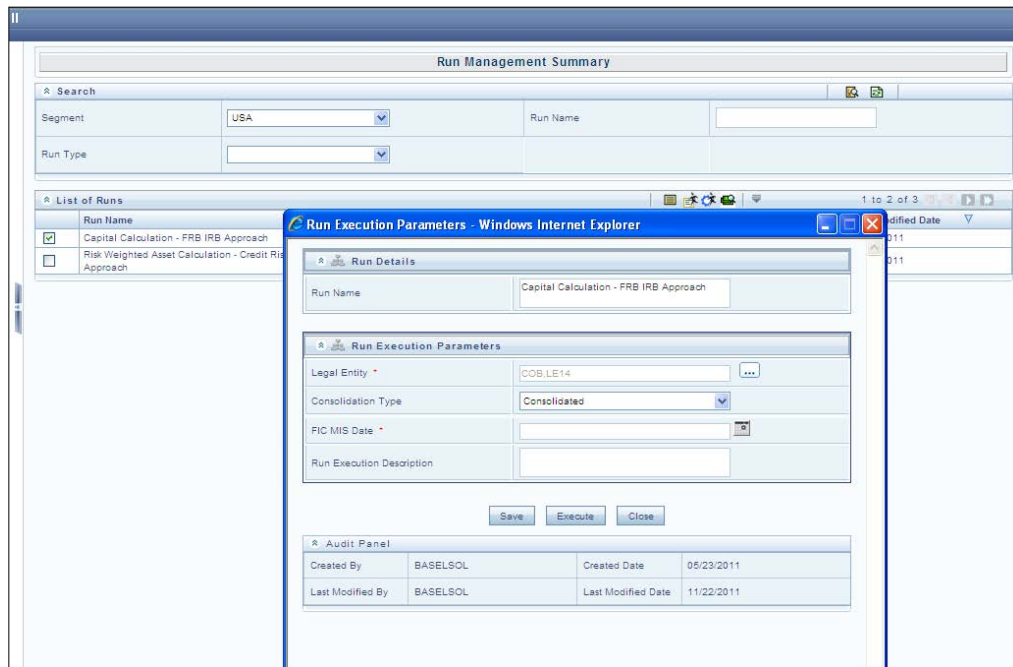 Run Management Summary
Search
Segment USA Run Name
Run Type
List of Runs 1 to 2 of 3
Run Name dified Date
Capital Calculation - FRB IRB Approach 011
Risk Weighted Asset Calculation - Credit Ris 011
Approach
Run Execution Parameters - Windows Internet Explorer
Run Details
Run Name Capital Calculation - FRB IRB Approach
Run Execution Parameters
Legal Entity * COB,LE14 ...
Consolidation Type Consolidated
FIC MIS Date *
Run Execution Description
Save Execute Close
Audit Panel
Created By BASELSOL Created Date 05/23/2011
Last Modified By BASELSOL Last Modified Date 11/22/2011